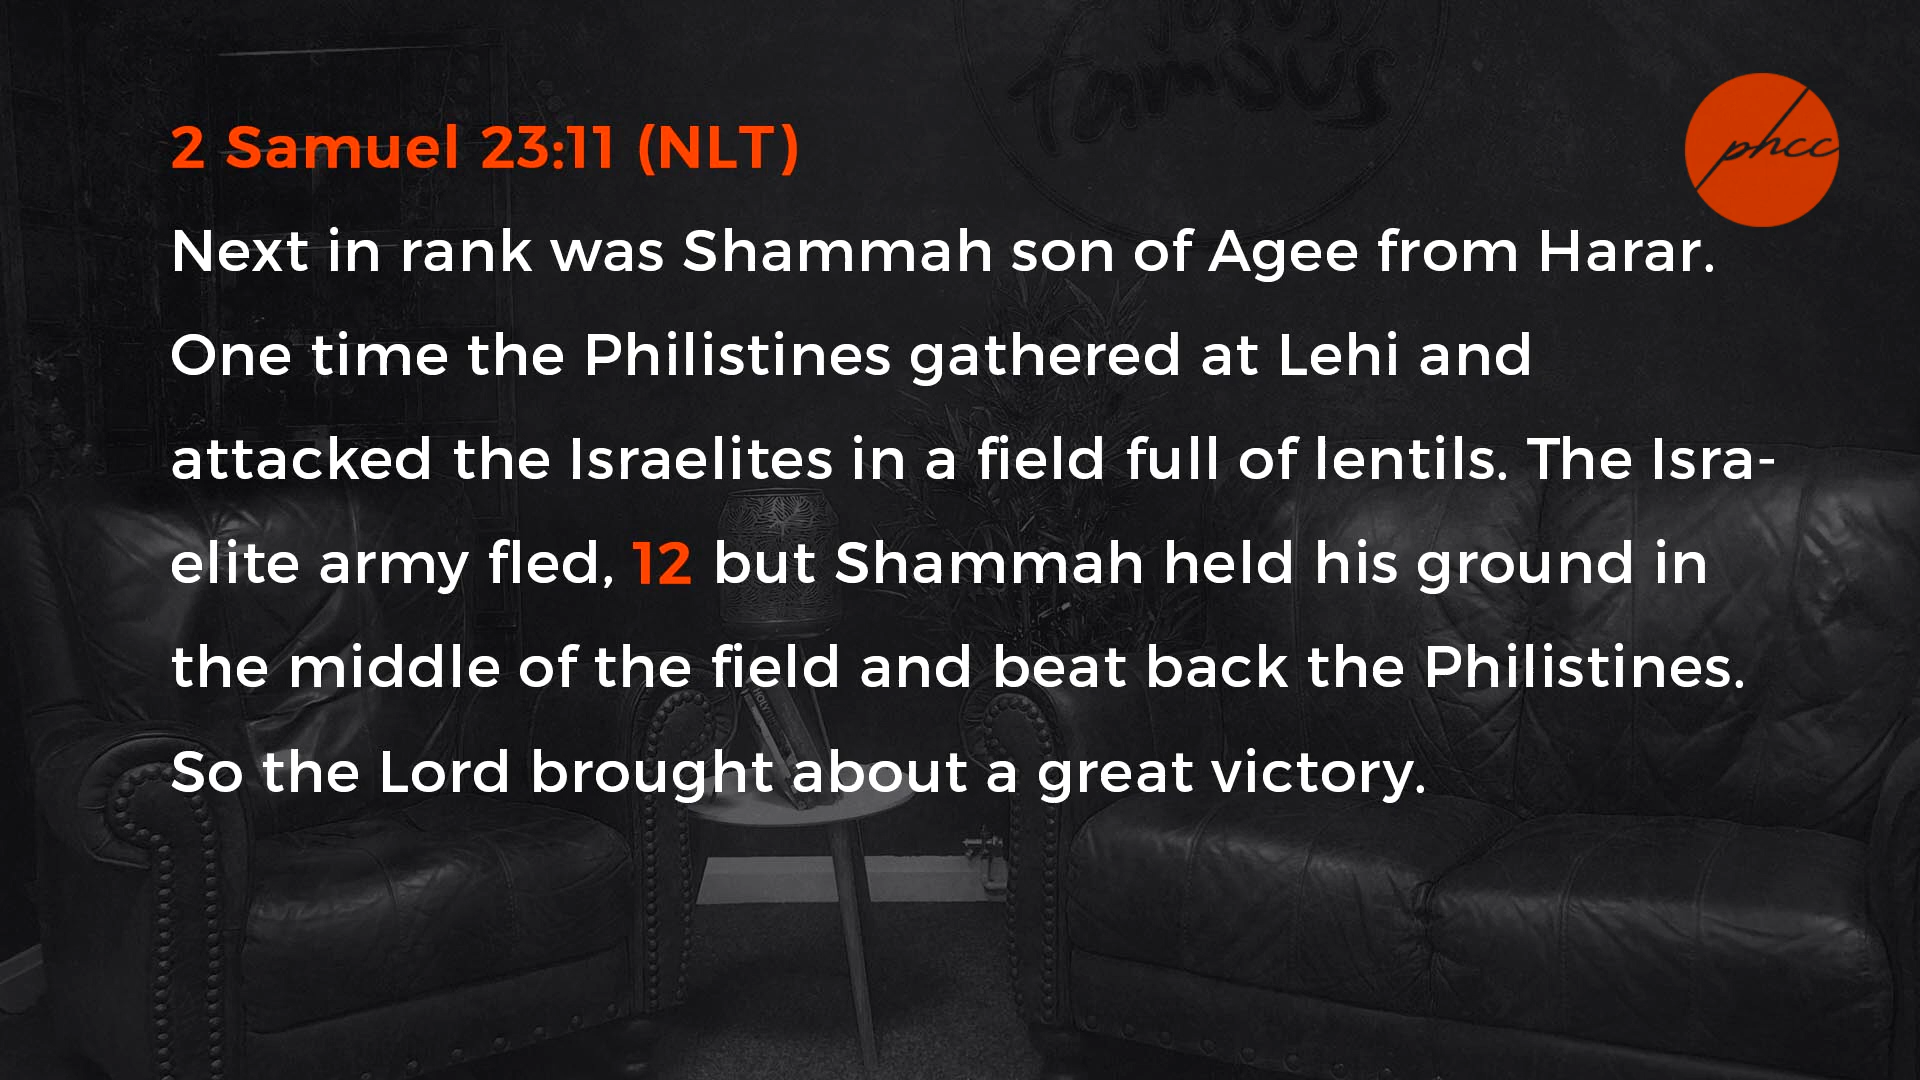 Jesus
famous
phcc
2 Samuel 23:11 (NLT)
Next in rank was Shammah son of Agee from Harar.
One time the Philistines gathered at Lehi and
attacked the Israelites in a field full of lentils. The Isra-
elite army fled, 12 but Shammah held his ground in
the middle of the field and beat back the Philistines.
So the Lord brought about a great victory.
HOLY